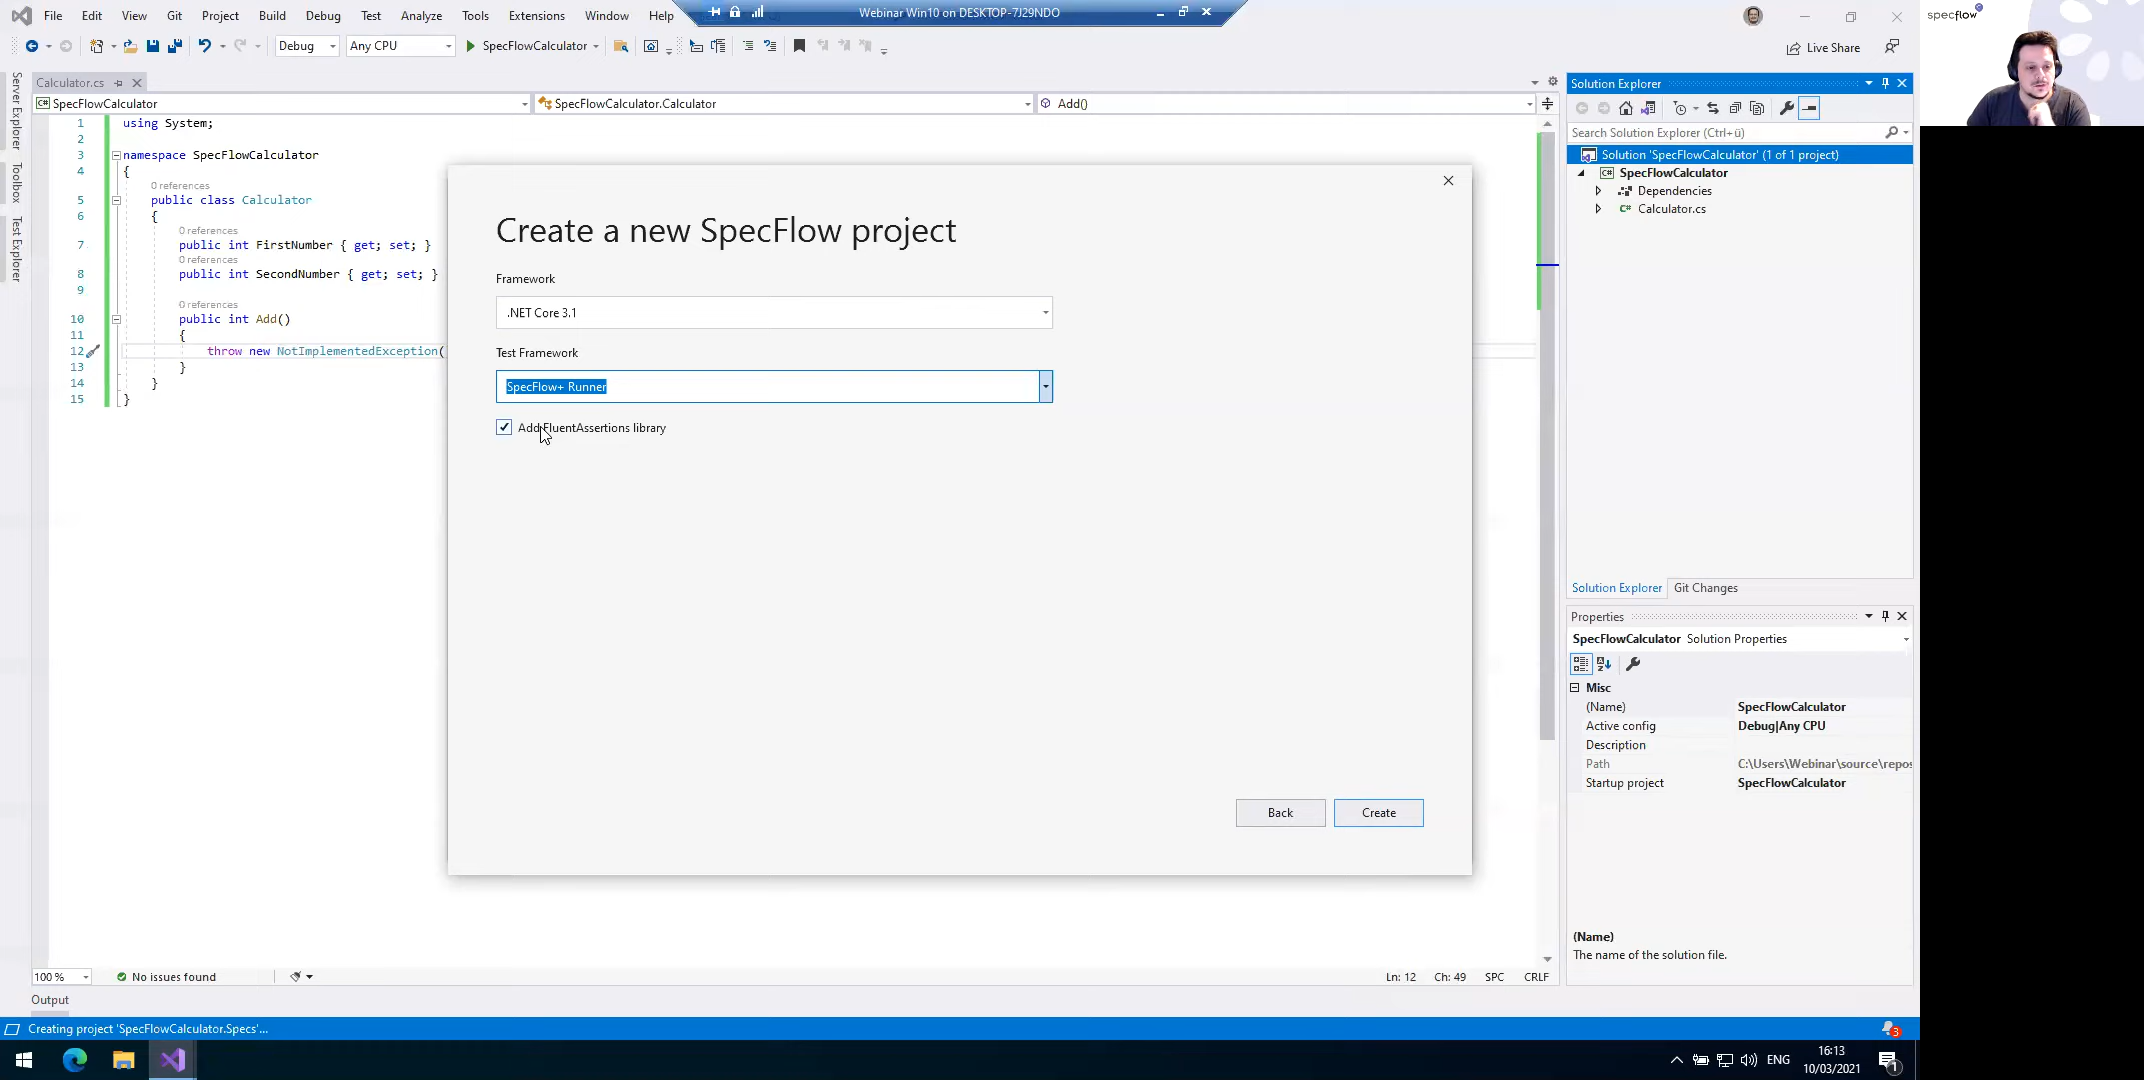 File Edit View Git Project Build Debug Test Analyze Tools Extensions Window Help
Webinar Win10 on DESKTOP-7J29NDO
specflow
Debug Any CPU SpecFlowCalculator
Live Share
Server Explorer
Toolbox
Test Explorer
Calculator.cs
SpecFlowCalculator SpecFlowCalculator.Calculator Add()
1 using System;
2
3 namespace SpecFlowCalculator
4 {
0 references
5 public class Calculator
6 {
0 references
7 public int FirstNumber { get; set; }
0 references
8 public int SecondNumber { get; set; }
9
0 references
10 public int Add()
11 {
12 throw new NotImplementedException(
13 }
14 }
15 }
Create a new SpecFlow project
Framework
.NET Core 3.1
Test Framework
SpecFlow+ Runner
Add FluentAssertions library
Back Create
Solution Explorer
Search Solution Explorer (Ctrl+ü)
Solution 'SpecFlowCalculator' (1 of 1 project)
SpecFlowCalculator
Dependencies
C# Calculator.cs
Solution Explorer Git Changes
Properties
SpecFlowCalculator Solution Properties
Misc
(Name) SpecFlowCalculator
Active config Debug|Any CPU
Description
Path C:\Users\Webinar\source\repos
Startup project SpecFlowCalculator
(Name)
The name of the solution file.
100 % No issues found Ln: 12 Ch: 49 SPC CRLF
Output
Creating project 'SpecFlowCalculator.Specs'...
3
ENG
16:13
10/03/2021
1